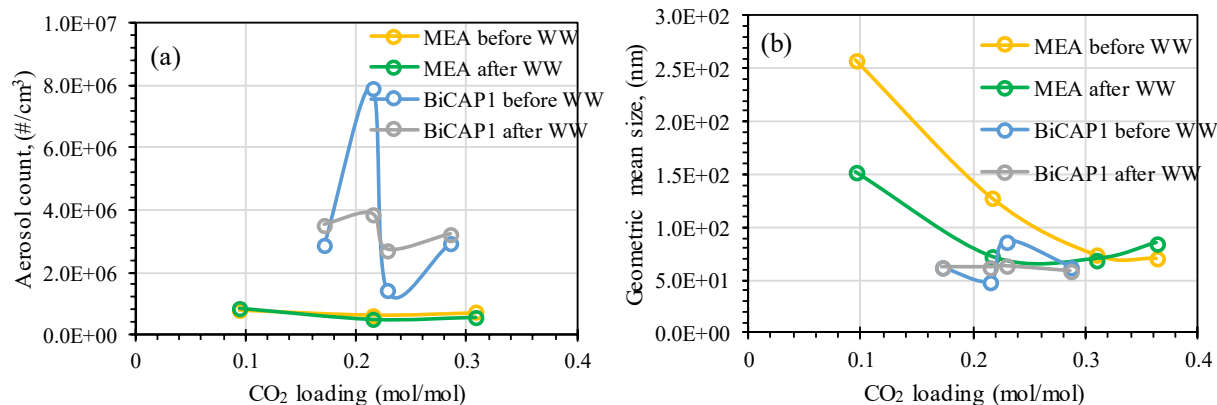 (a)
MEA before WW
MEA after WW
BiCAP1 before WW
BiCAP1 after WW
1.0E+07
8.0E+06
6.0E+06
4.0E+06
2.0E+06
0.0E+00
0
0.1
0.2
0.3
0.4
Aerosol count, (#/cm³)
CO₂ loading (mol/mol)
(b)
MEA before WW
MEA after WW
BiCAP1 before WW
BiCAP1 after WW
3.0E+02
2.5E+02
2.0E+02
1.5E+02
1.0E+02
5.0E+01
0.0E+00
0
0.1
0.2
0.3
0.4
Geometric mean size, (nm)
CO₂ loading (mol/mol)